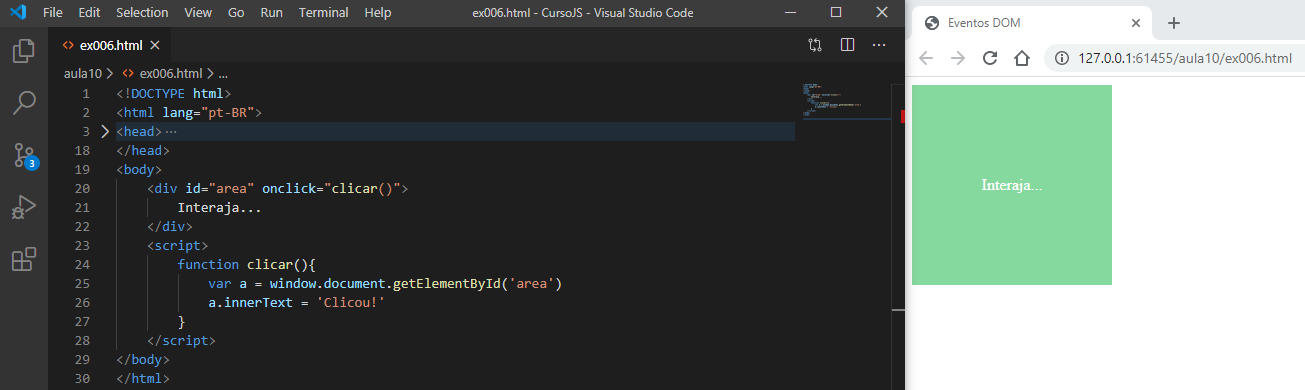 File Edit Selection View Go Run Terminal Help ex006.html - CursoJS - Visual Studio Code
ex006.html
aula10 > ex006.html > ...
1 <!DOCTYPE html>
2 <html lang="pt-BR">
3 <head> ...
18 </head>
19 <body>
20 <div id="area" onclick="clicar()">
21 Interaja...
22 </div>
23 <script>
24 function clicar(){
25 var a = window.document.getElementById('area')
26 a.innerText = 'Clicou!'
27 }
28 </script>
29 </body>
30 </html>
3
Eventos DOM
127.0.0.1:61455/aula10/ex006.html
Interaja...